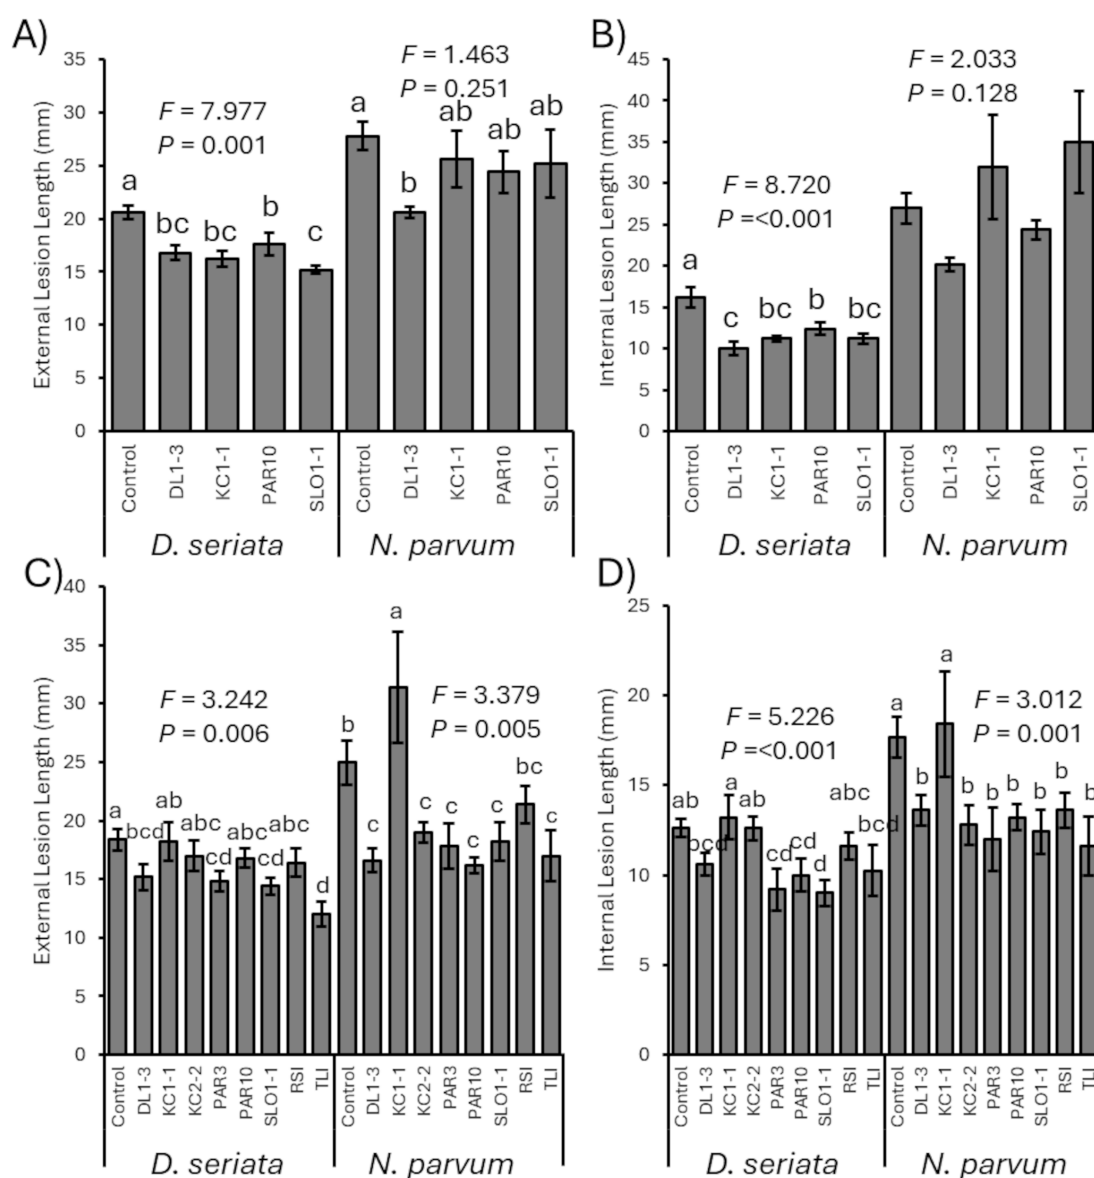 A)
External Lesion Length (mm)
35
30
25
20
15
10
5
0
F = 7.977
P = 0.001
F = 1.463
P = 0.251
a
bc
bc
b
c
a
b
ab
ab
ab
Control
DL1-3
KC1-1
PAR10
SLO1-1
Control
DL1-3
KC1-1
PAR10
SLO1-1
D. seriata
N. parvum
B)
Internal Lesion Length (mm)
45
40
35
30
25
20
15
10
5
0
F = 8.720
P =<0.001
F = 2.033
P = 0.128
a
c
bc
b
bc
Control
DL1-3
KC1-1
PAR10
SLO1-1
Control
DL1-3
KC1-1
PAR10
SLO1-1
D. seriata
N. parvum
C)
External Lesion Length (mm)
40
35
30
25
20
15
10
5
0
F = 3.242
P = 0.006
F = 3.379
P = 0.005
a
bcd
ab
abc
cd
abc
cd
abc
d
b
c
a
c
c
c
c
bc
c
Control
DL1-3
KC1-1
KC2-2
PAR3
PAR10
SLO1-1
RSI
TLI
Control
DL1-3
KC1-1
KC2-2
PAR3
PAR10
SLO1-1
RSI
TLI
D. seriata
N. parvum
D)
Internal Lesion Length (mm)
25
20
15
10
5
0
F = 5.226
P =<0.001
F = 3.012
P = 0.001
ab
bcd
a
ab
cd
cd
d
abc
bcd
a
b
a
b
b
b
b
b
b
Control
DL1-3
KC1-1
KC2-2
PAR3
PAR10
SLO1-1
RSI
TLI
Control
DL1-3
KC1-1
KC2-2
PAR3
PAR10
SLO1-1
RSI
TLI
D. seriata
N. parvum